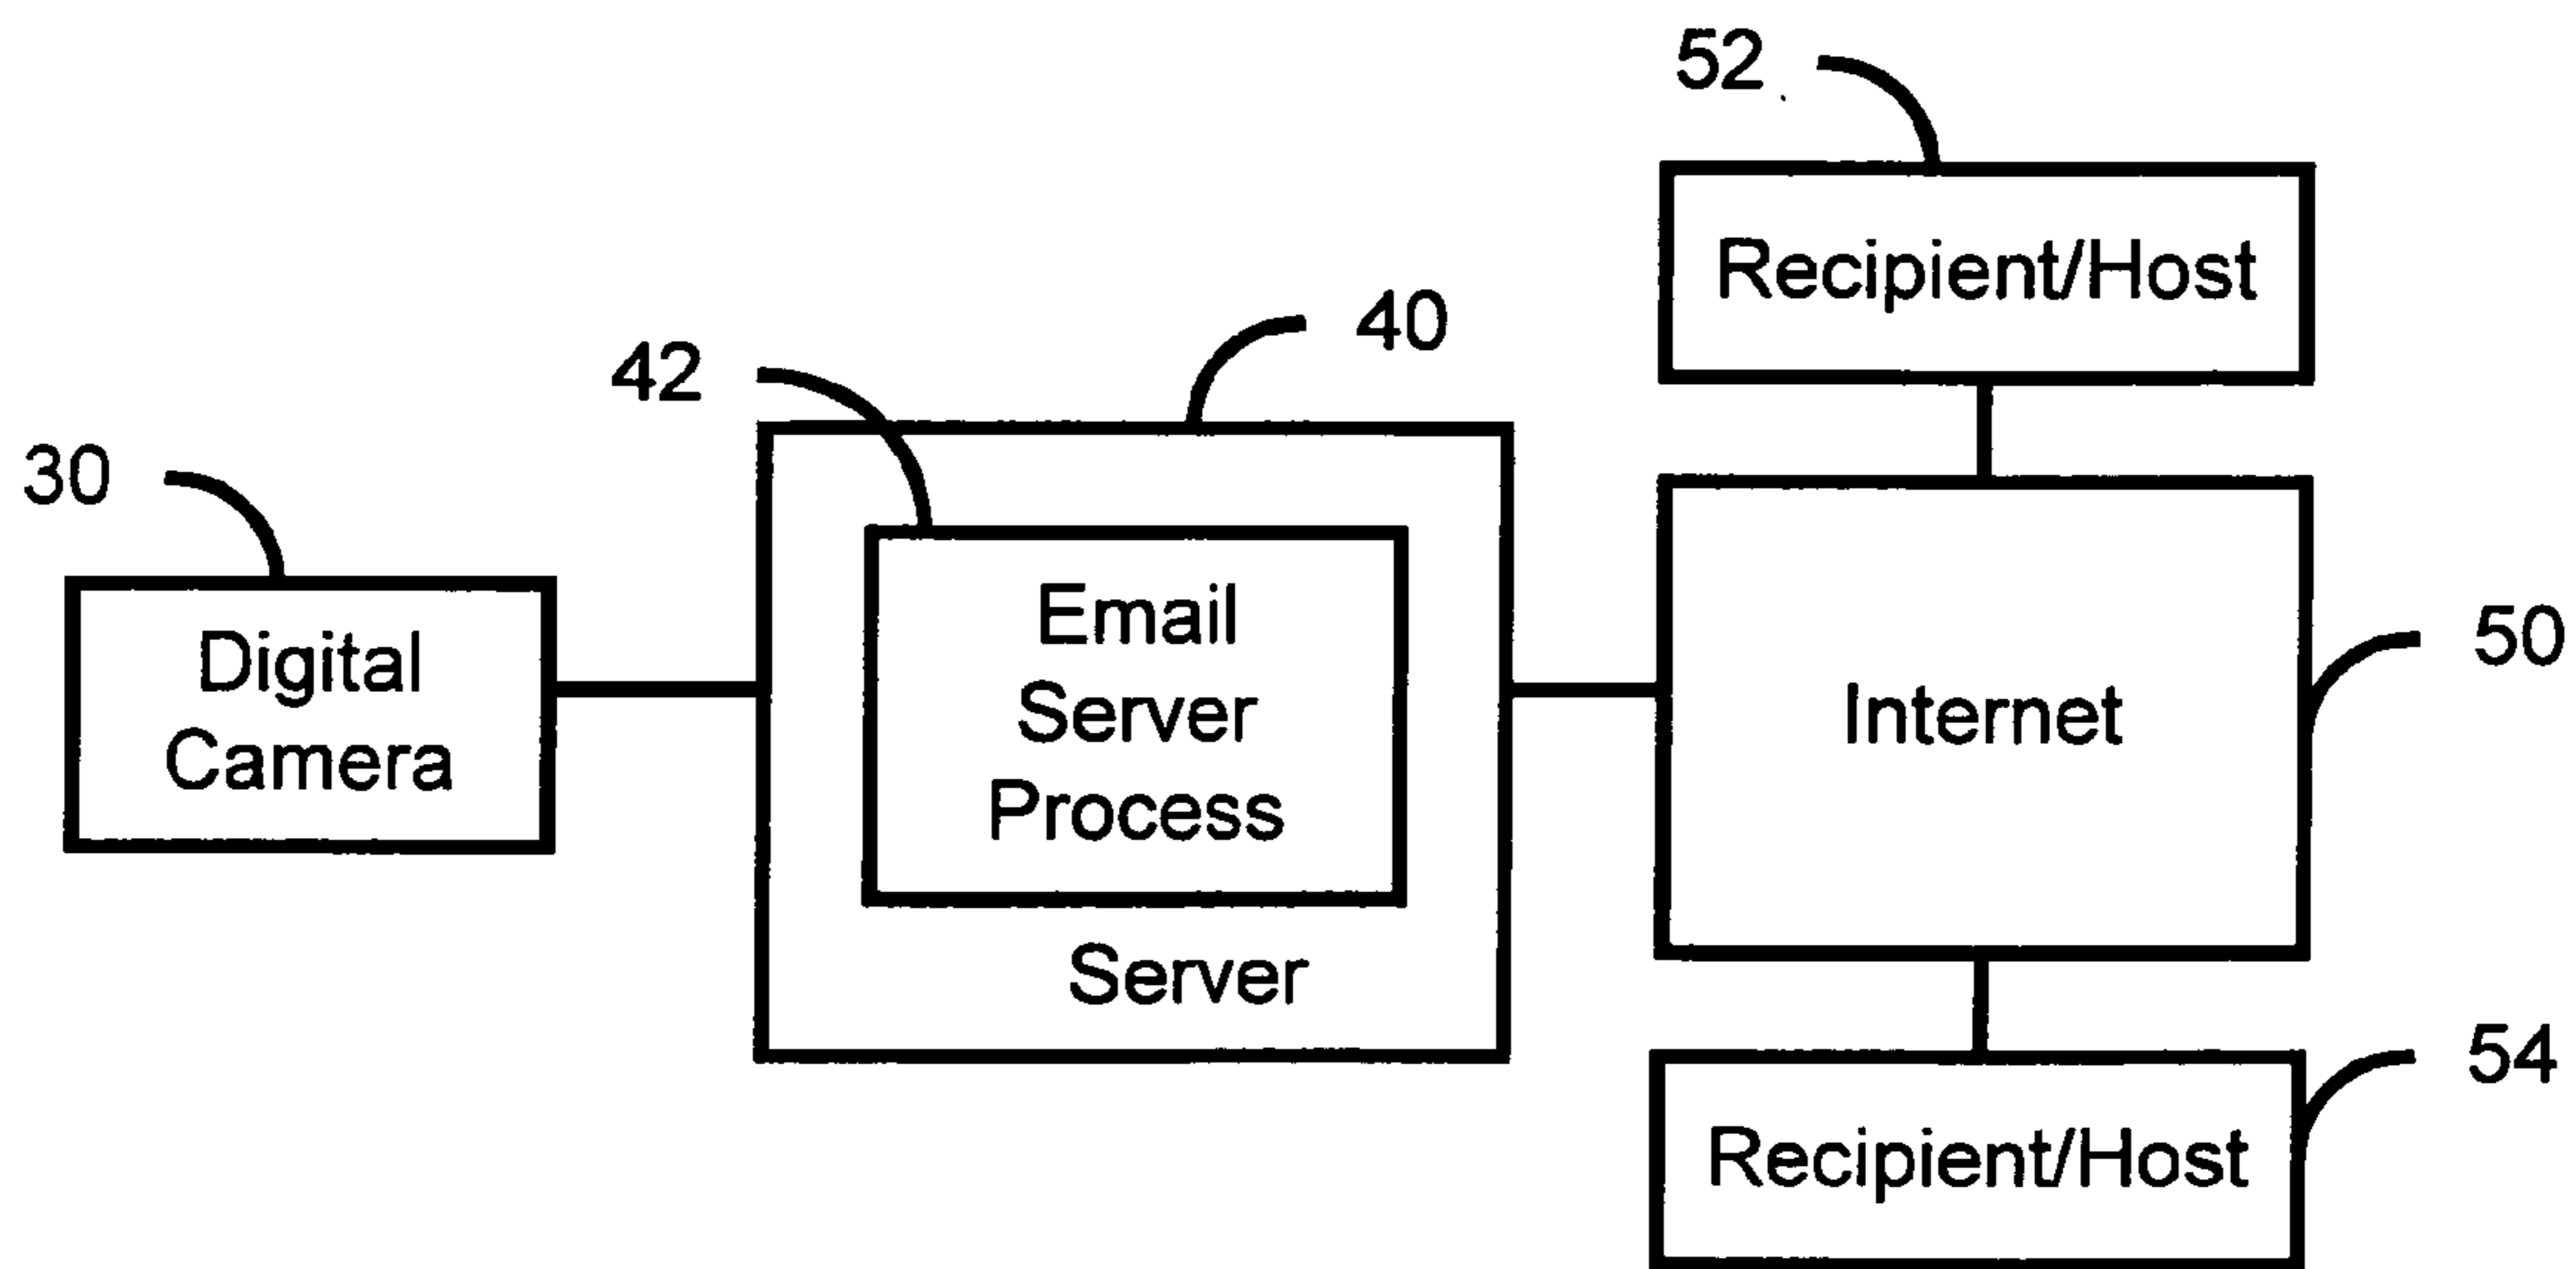 52
Recipient/Host
40
42
30
Digital
Camera
Email
Server
Process
Server
Internet
50
54
Recipient/Host